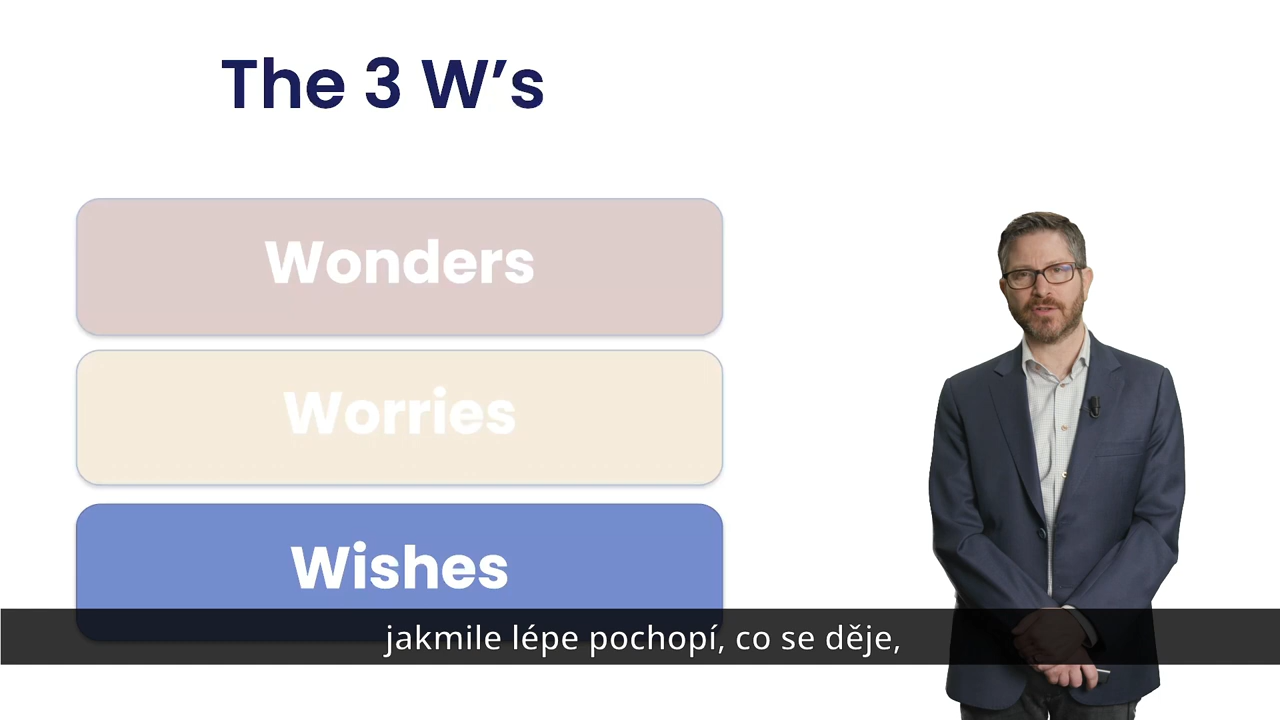 The 3 W’s
Wonders
Worries
Wishes
jakmile lépe pochopí, co se děje,